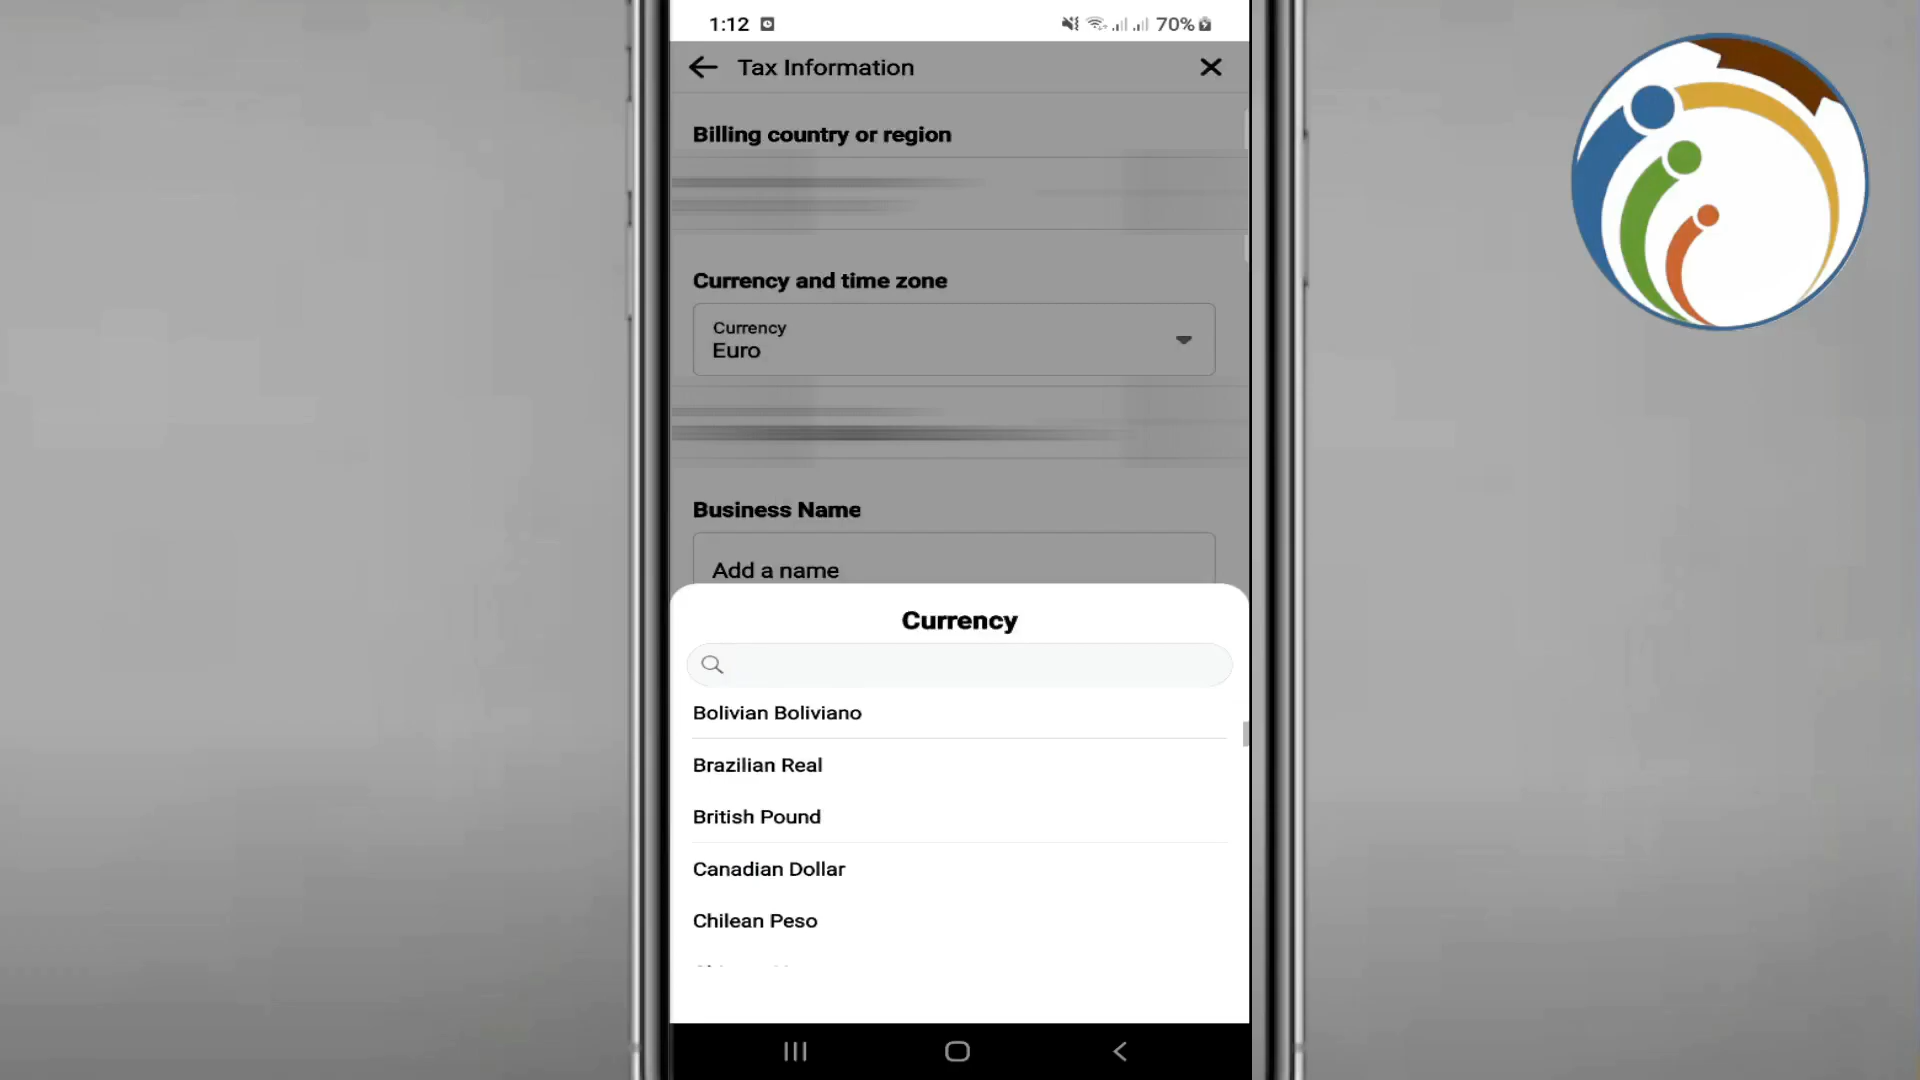 1:12 70%
Tax Information
Billing country or region
Currency and time zone
Currency
Euro
Business Name
Add a name
Currency
Bolivian Boliviano
Brazilian Real
British Pound
Canadian Dollar
Chilean Peso